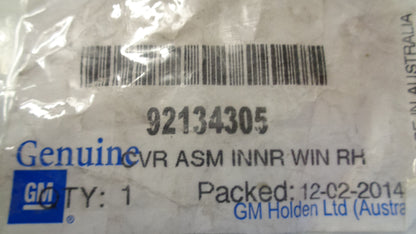 92134305
Genuine CVR ASM INNR WIN RH
GM QTY: 1 Packed: 12-02-2014
® GM Holden Ltd (Austra
IN AUSTRALIA